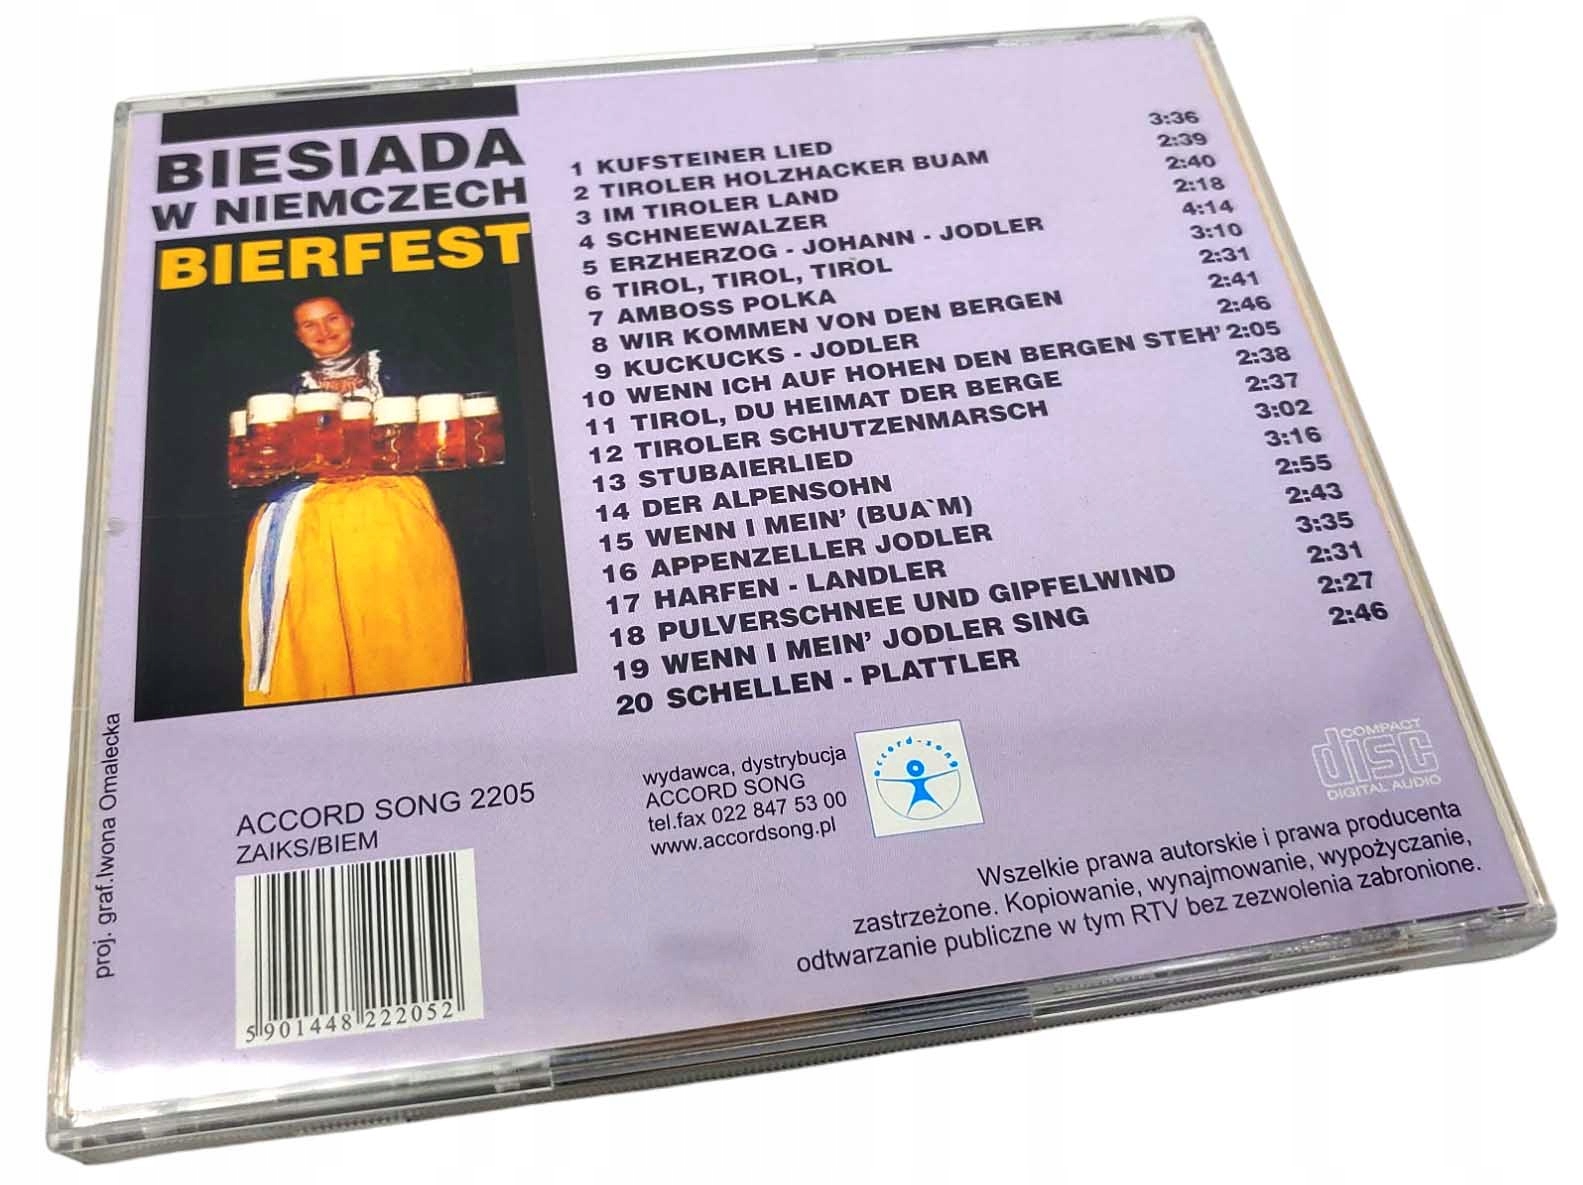 BIESIADA
W NIEMCZECH
BIERFEST
1 KUFSTEINER LIED 3:36
2 TIROLER HOLZHACKER BUAM 2:39
3 IM TIROLER LAND 2:40
4 SCHNEEWALZER 2:18
5 ERZHERZOG - JOHANN - JODLER 4:14
6 TIROL, TIROL, TIROL 3:10
7 AMBOSS POLKA 2:31
8 WIR KOMMEN VON DEN BERGEN 2:41
9 KUCKUCKS - JODLER 2:46
10 WENN ICH AUF HOHEN DEN BERGEN STEH' 2:05
11 TIROL, DU HEIMAT DER BERGE 2:38
12 TIROLER SCHUTZENMARSCH 2:37
13 STUBAIERLIED 3:02
14 DER ALPENSOHN 3:16
15 WENN I MEIN' (BUA`M) 2:55
16 APPENZELLER JODLER 2:43
17 HARFEN - LANDLER 3:35
18 PULVERSCHNEE UND GIPFELWIND 2:31
19 WENN I MEIN' JODLER SING 2:27
20 SCHELLEN - PLATTLER 2:46
proj. graf.Iwona Omalecka
ACCORD SONG 2205
ZAIKS/BIEM
5 901448 222052
wydawca, dystrybucja
ACCORD SONG
tel.fax 022 847 53 00
www.accordsong.pl
accord-song
COMPACT
disc
DIGITAL AUDIO
Wszelkie prawa autorskie i prawa producenta
zastrzeżone. Kopiowanie, wynajmowanie, wypożyczanie,
odtwarzanie publiczne w tym RTV bez zezwolenia zabronione.